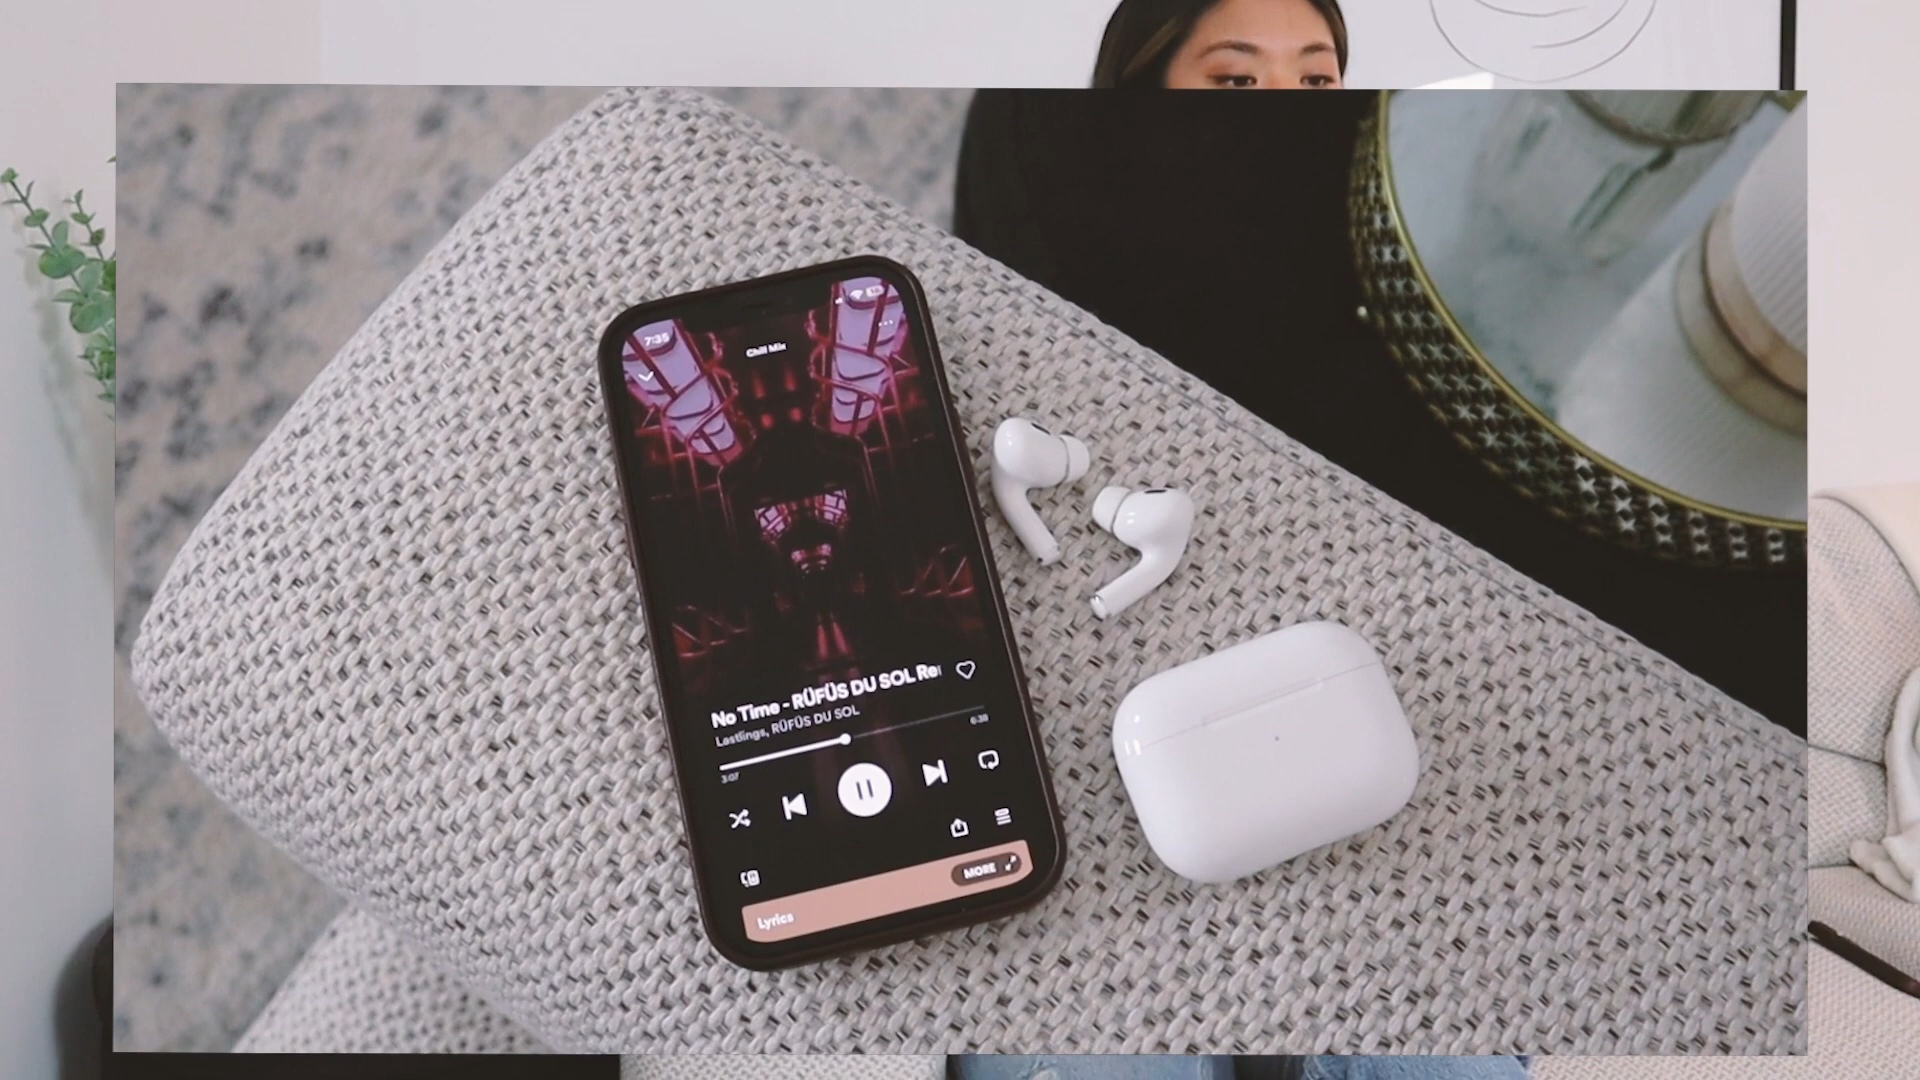 7:35
Chill Mix
No Time - RÜFÜS DU SOL Re
Lastlings, RÜFÜS DU SOL
3:07
6:38
MORE
Lyrics